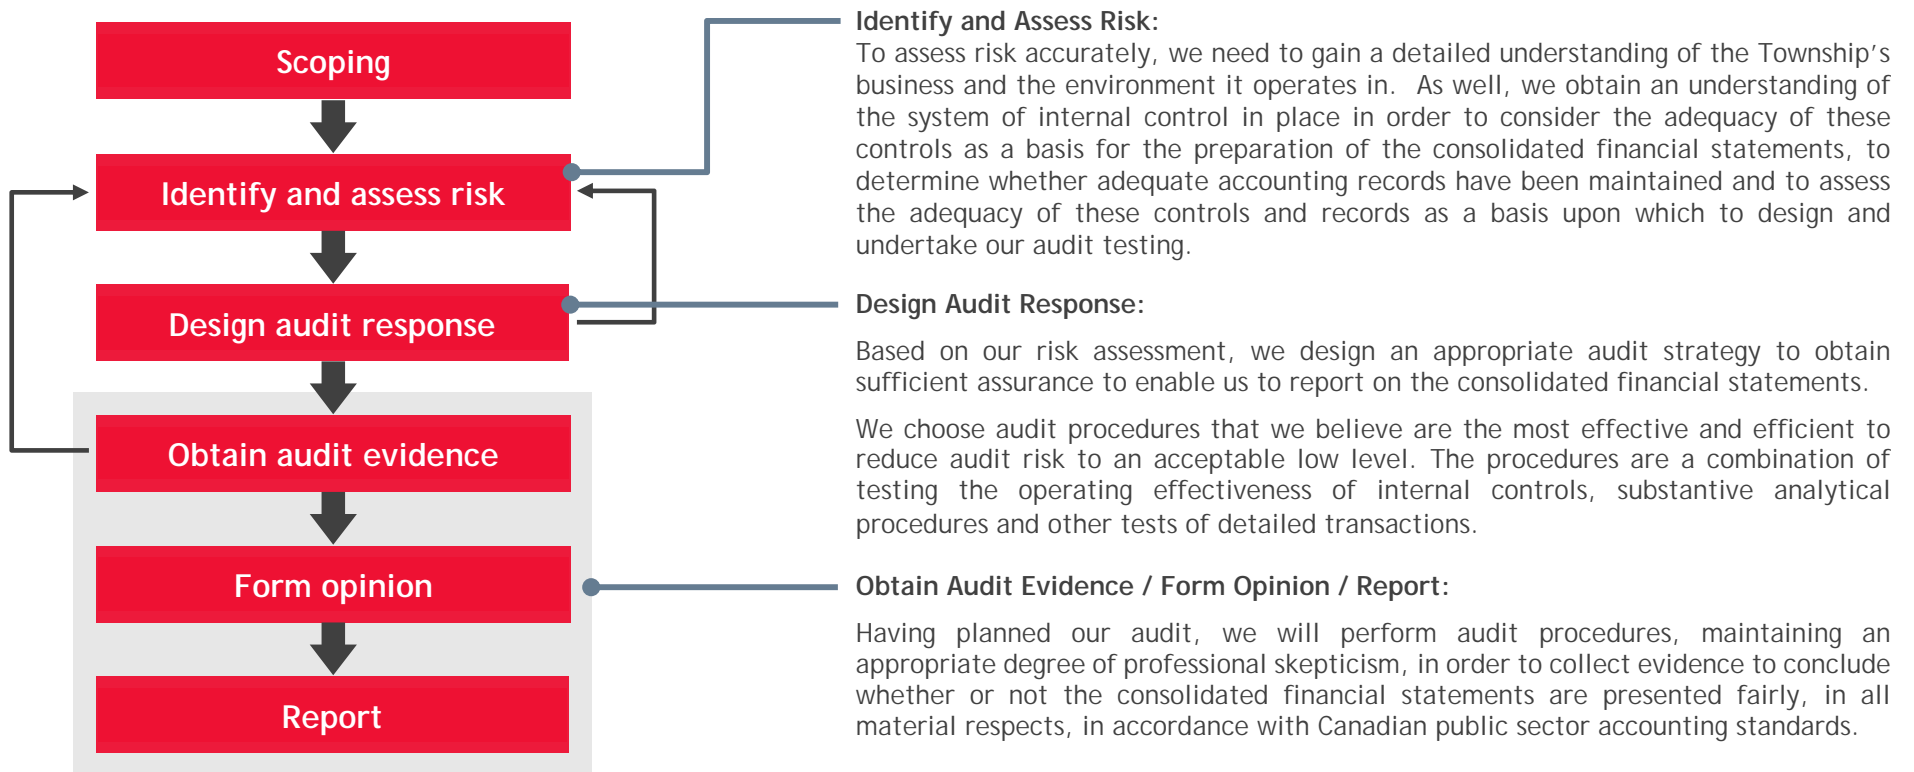 Scoping
Identify and assess risk
Design audit response
Obtain audit evidence
Form opinion
Report
Identify and Assess Risk:
To assess risk accurately, we need to gain a detailed understanding of the Township's
business and the environment it operates in.  As well, we obtain an understanding of
the system of internal control in place in order to consider the adequacy of these
controls as a basis for the preparation of the consolidated financial statements, to
determine whether adequate accounting records have been maintained and to assess
the adequacy of these controls and records as a basis upon which to design and
undertake our audit testing.
Design Audit Response:
Based on our risk assessment, we design an appropriate audit strategy to obtain
sufficient assurance to enable us to report on the consolidated financial statements.
We choose audit procedures that we believe are the most effective and efficient to
reduce audit risk to an acceptable low level. The procedures are a combination of
testing the operating effectiveness of internal controls, substantive analytical
procedures and other tests of detailed transactions.
Obtain Audit Evidence / Form Opinion / Report:
Having planned our audit, we will perform audit procedures, maintaining an
appropriate degree of professional skepticism, in order to collect evidence to conclude
whether or not the consolidated financial statements are presented fairly, in all
material respects, in accordance with Canadian public sector accounting standards.